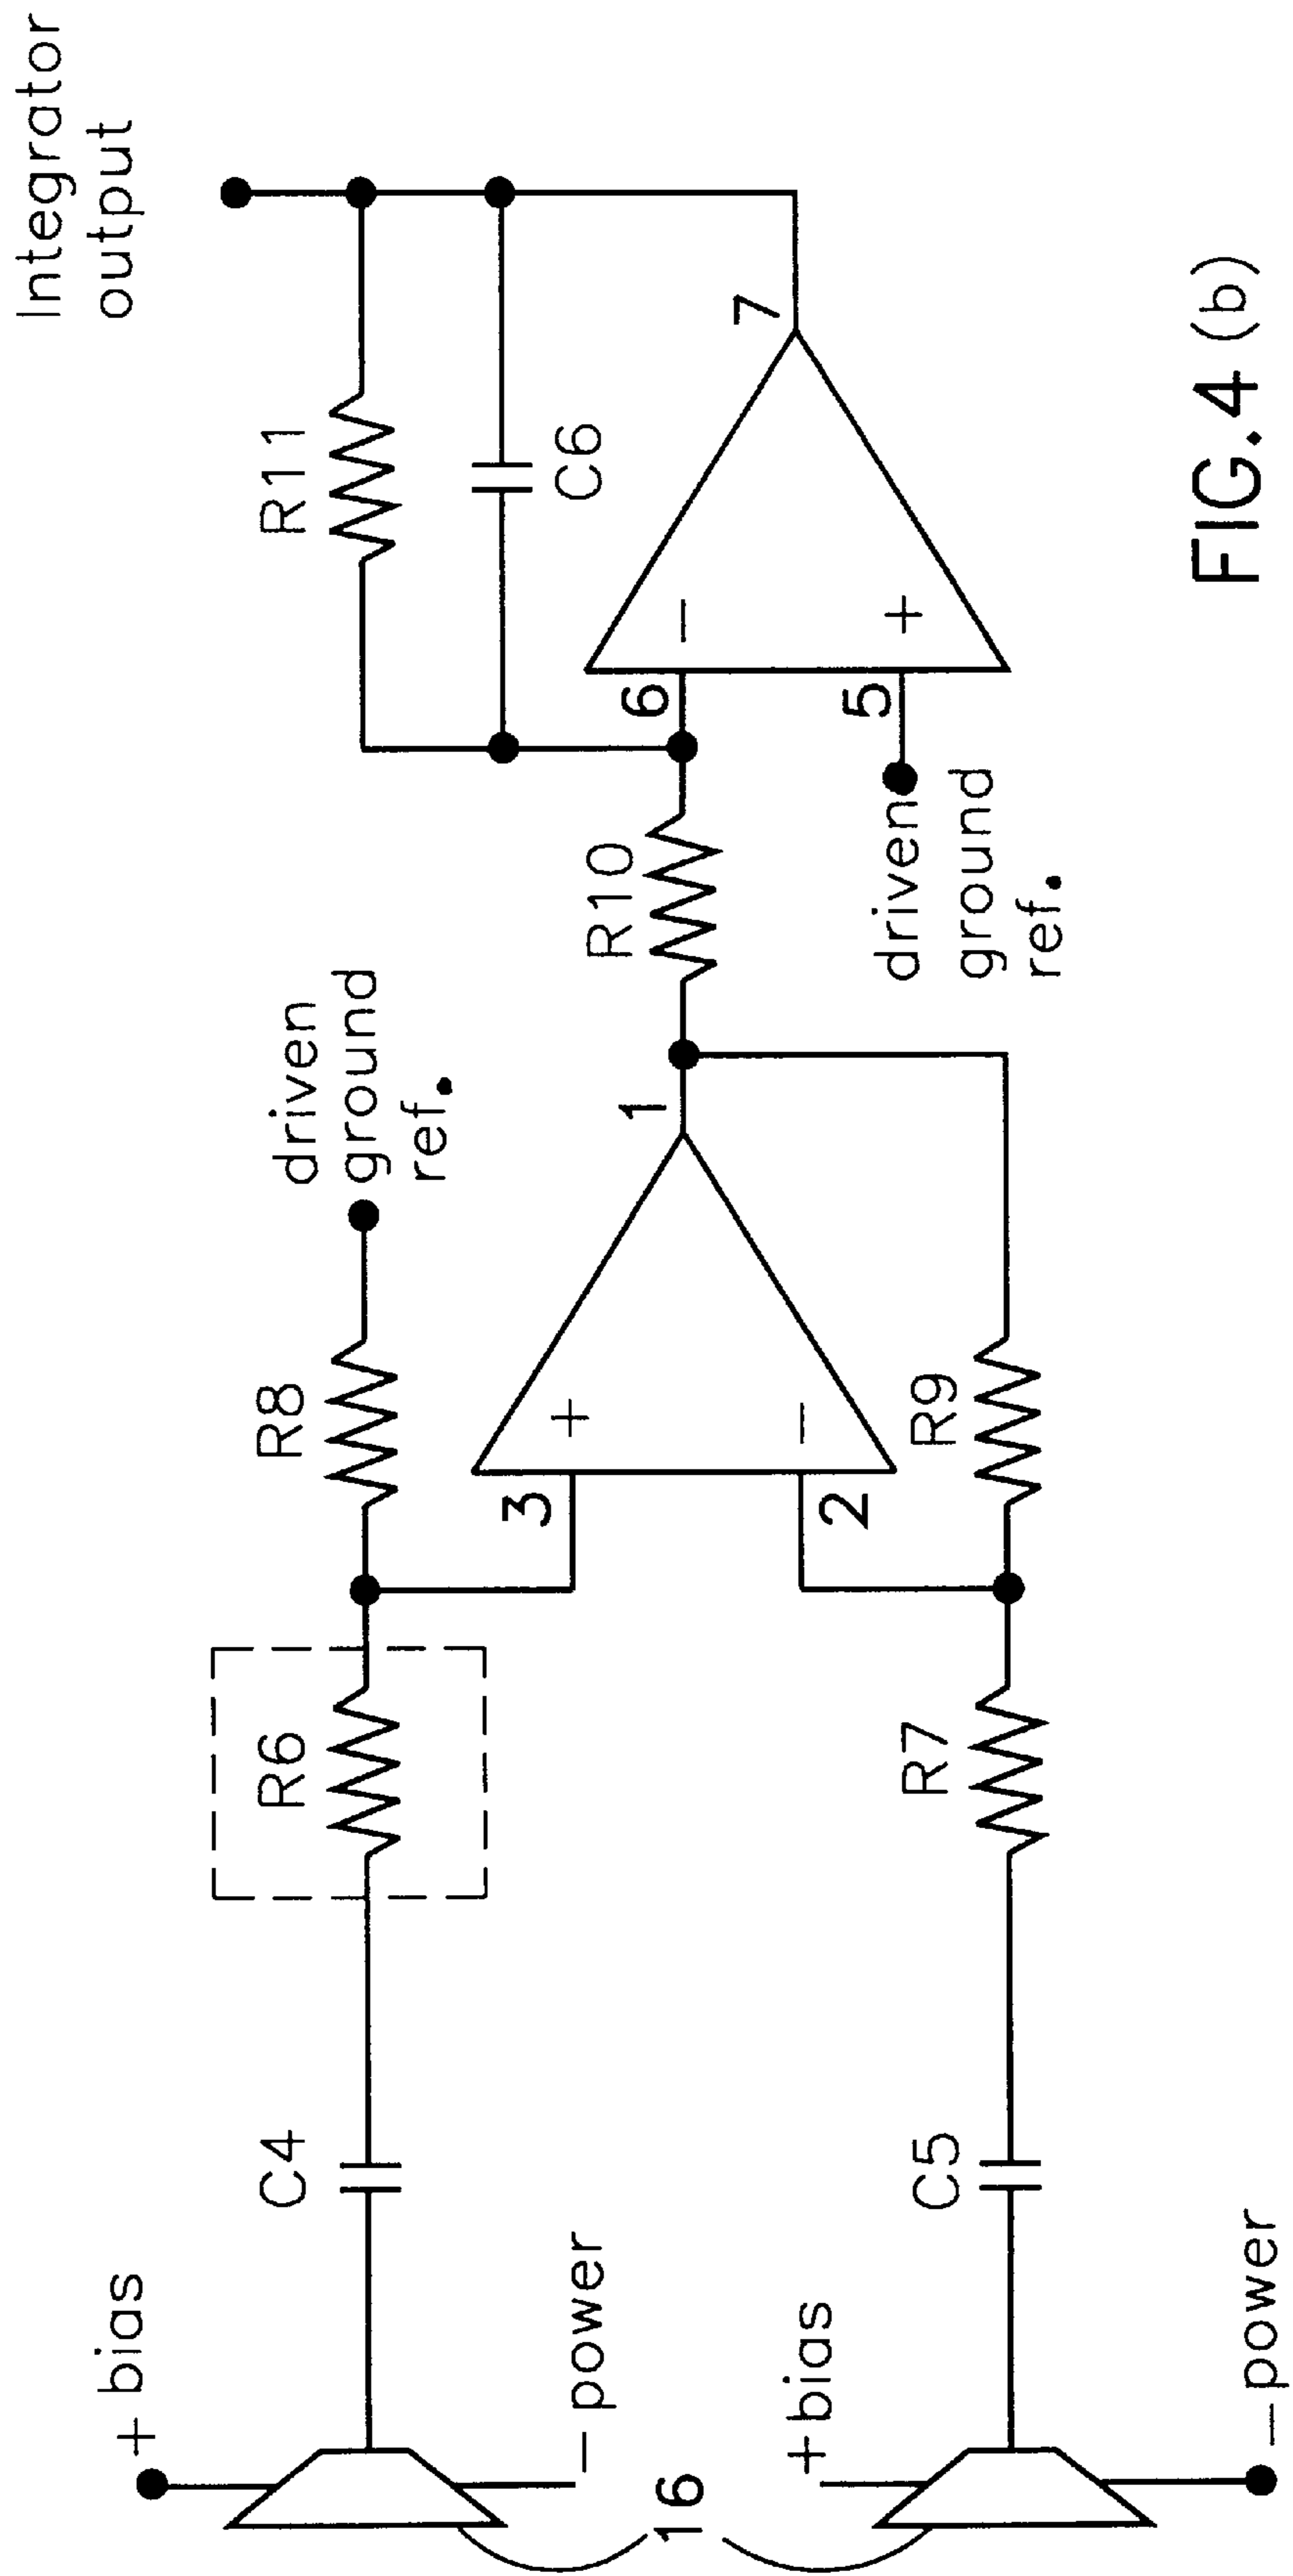 Integrator
output
R11
C6
7
6
5
−
+
R10
driven
ground
ref.
driven
ground
ref.
R8
1
+
−
3
2
R9
R6
R7
C4
C5
+bias
−power
+bias
−power
16
FIG.4 (b)